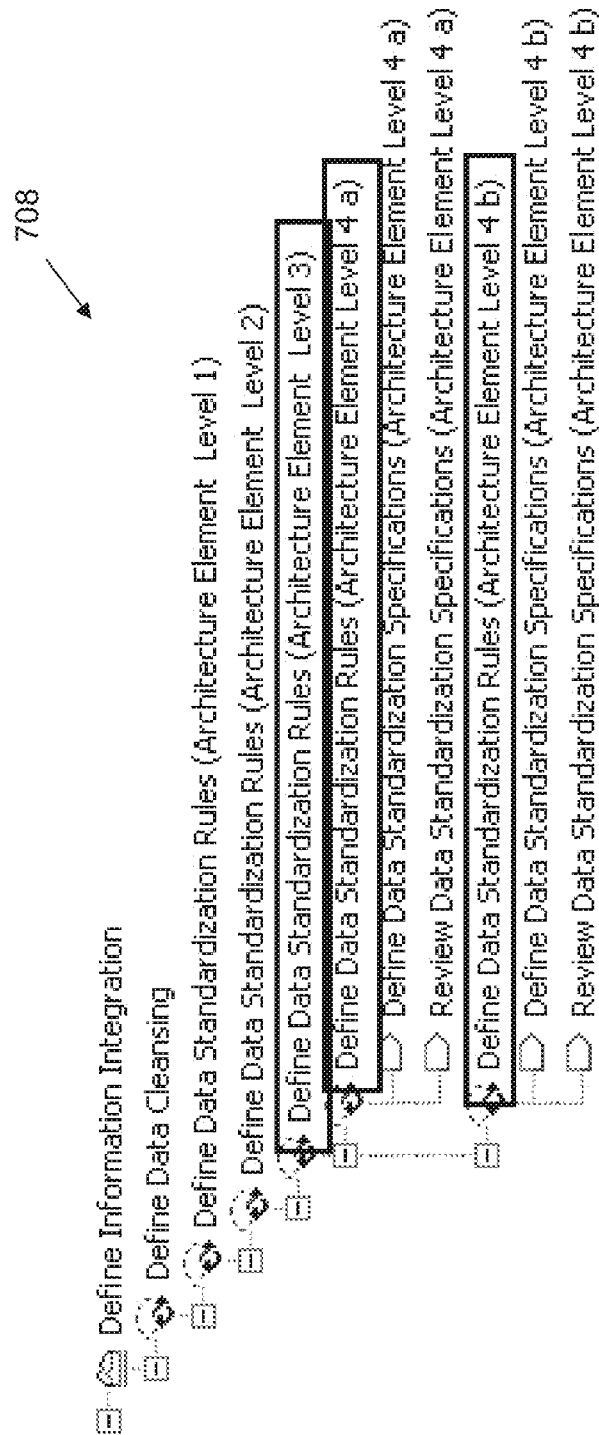 708
Define Information Integration
Define Data Cleansing
Define Data Standardization Rules (Architecture Element Level 1)
Define Data Standardization Rules (Architecture Element Level 2)
Define Data Standardization Rules (Architecture Element Level 3)
Define Data Standardization Rules (Architecture Element Level 4 a)
Define Data Standardization Specifications (Architecture Element Level 4 a)
Review Data Standardization Specifications (Architecture Element Level 4 a)
Define Data Standardization Rules (Architecture Element Level 4 b)
Define Data Standardization Specifications (Architecture Element Level 4 b)
Review Data Standardization Specifications (Architecture Element Level 4 b)